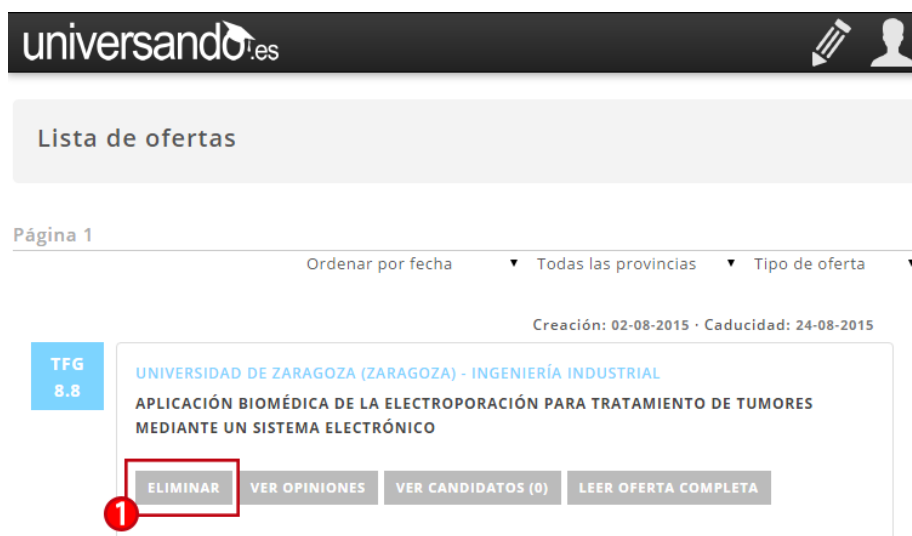 universando.es
Lista de ofertas
Página 1
Ordenar por fecha ▼ Todas las provincias ▼ Tipo de oferta ▼
Creación: 02-08-2015 · Caducidad: 24-08-2015
TFG
8.8
UNIVERSIDAD DE ZARAGOZA (ZARAGOZA) - INGENIERÍA INDUSTRIAL
APLICACIÓN BIOMÉDICA DE LA ELECTROPORACIÓN PARA TRATAMIENTO DE TUMORES
MEDIANTE UN SISTEMA ELECTRÓNICO
ELIMINAR VER OPINIONES VER CANDIDATOS (0) LEER OFERTA COMPLETA
1